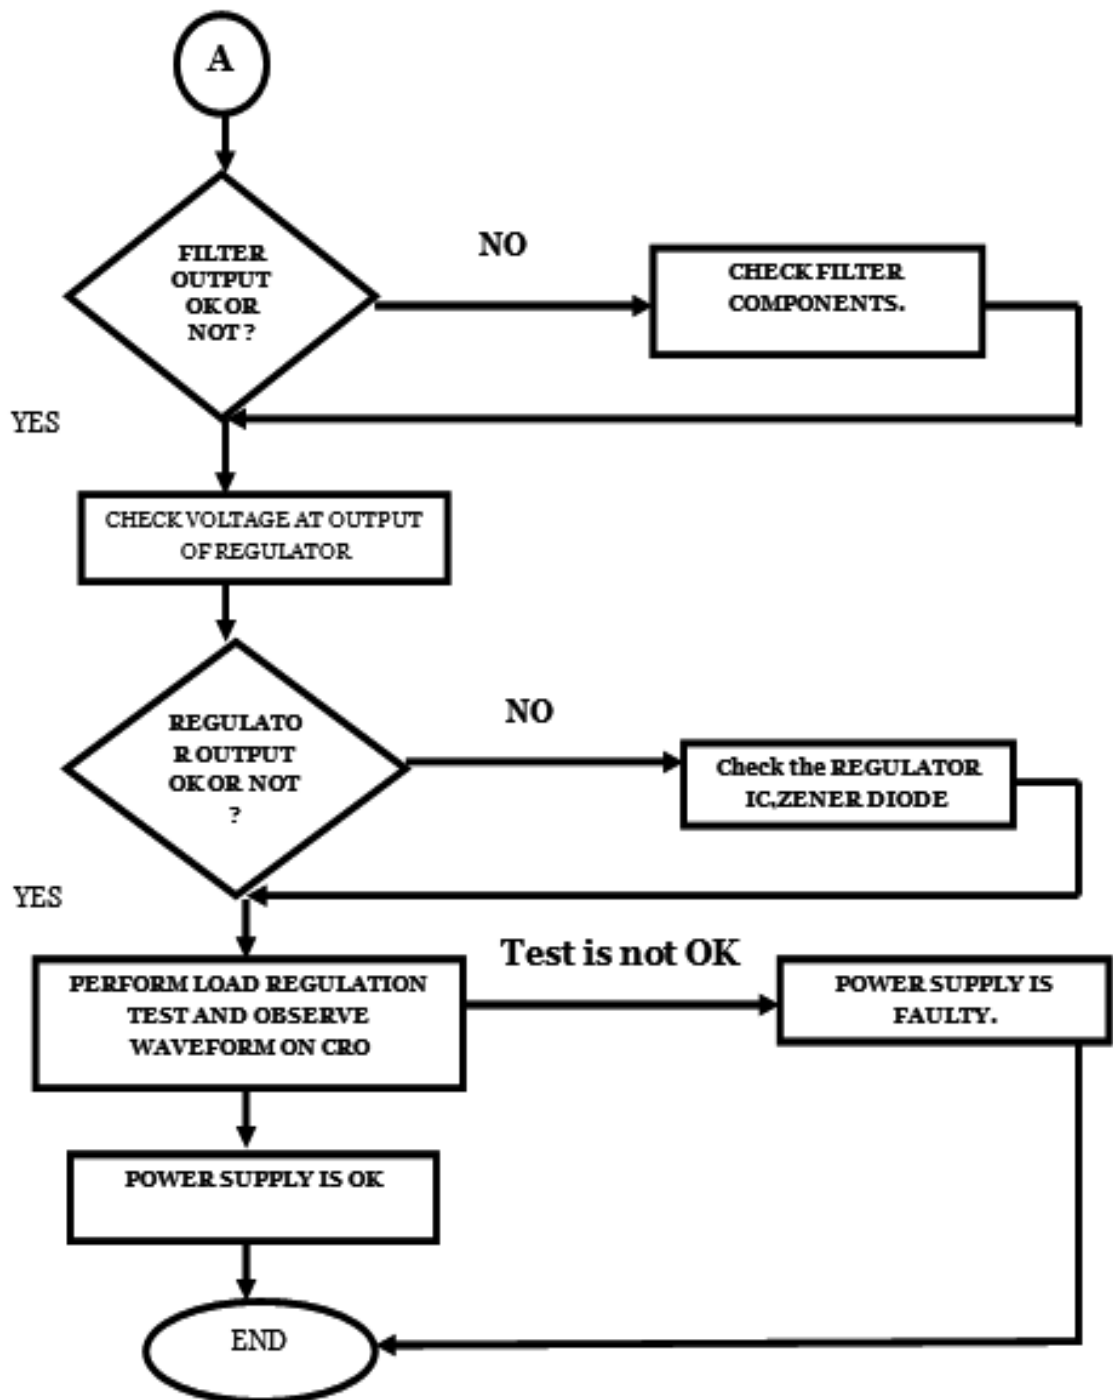 A
FILTER
OUTPUT
OK OR
NOT ?
NO
CHECK FILTER
COMPONENTS.
YES
CHECK VOLTAGE AT OUTPUT
OF REGULATOR
REGULATO
R OUTPUT
OK OR NOT
?
NO
Check the REGULATOR
IC,ZENER DIODE
YES
PERFORM LOAD REGULATION
TEST AND OBSERVE
WAVEFORM ON CRO
Test is not OK
POWER SUPPLY IS
FAULTY.
POWER SUPPLY IS OK
END